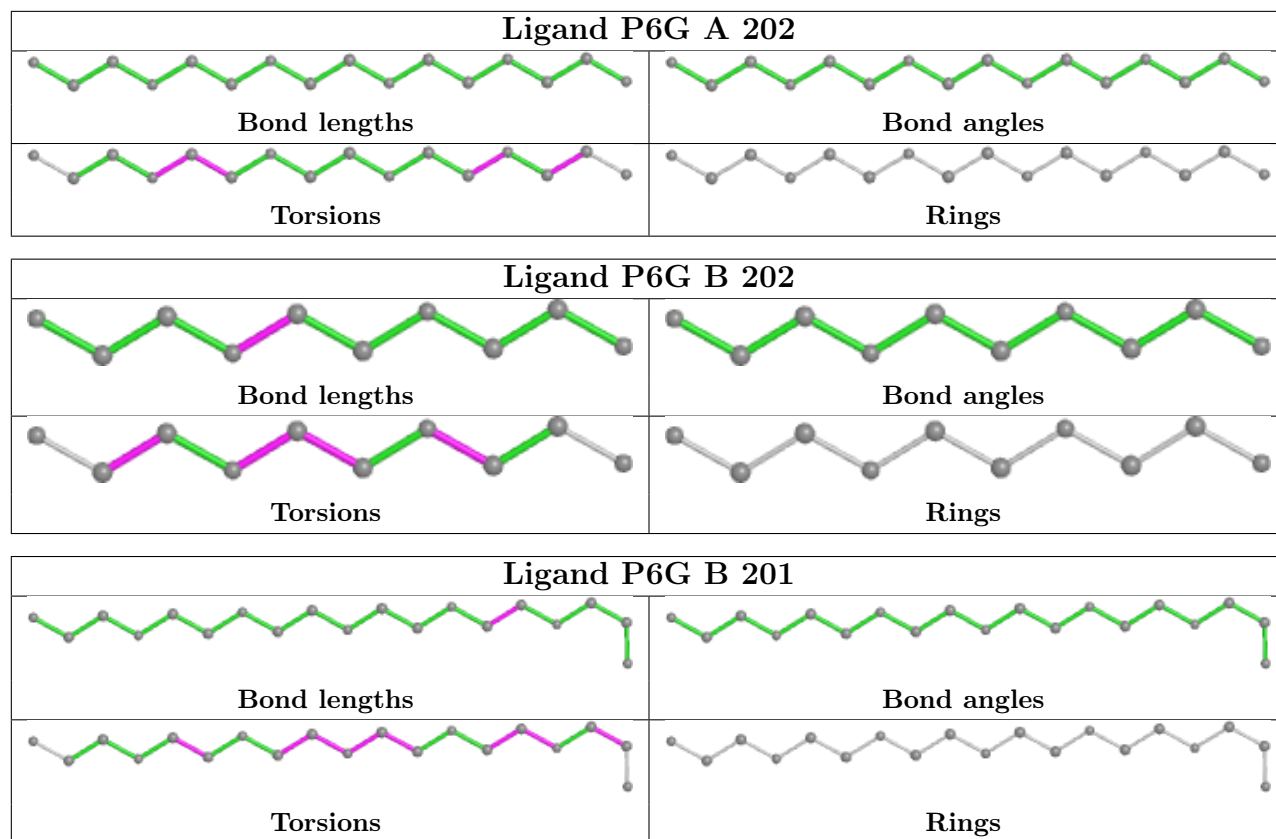 Ligand P6G A 202
Bond lengths Bond angles
Torsions Rings
Ligand P6G B 202
Bond lengths Bond angles
Torsions Rings
Ligand P6G B 201
Bond lengths Bond angles
Torsions Rings